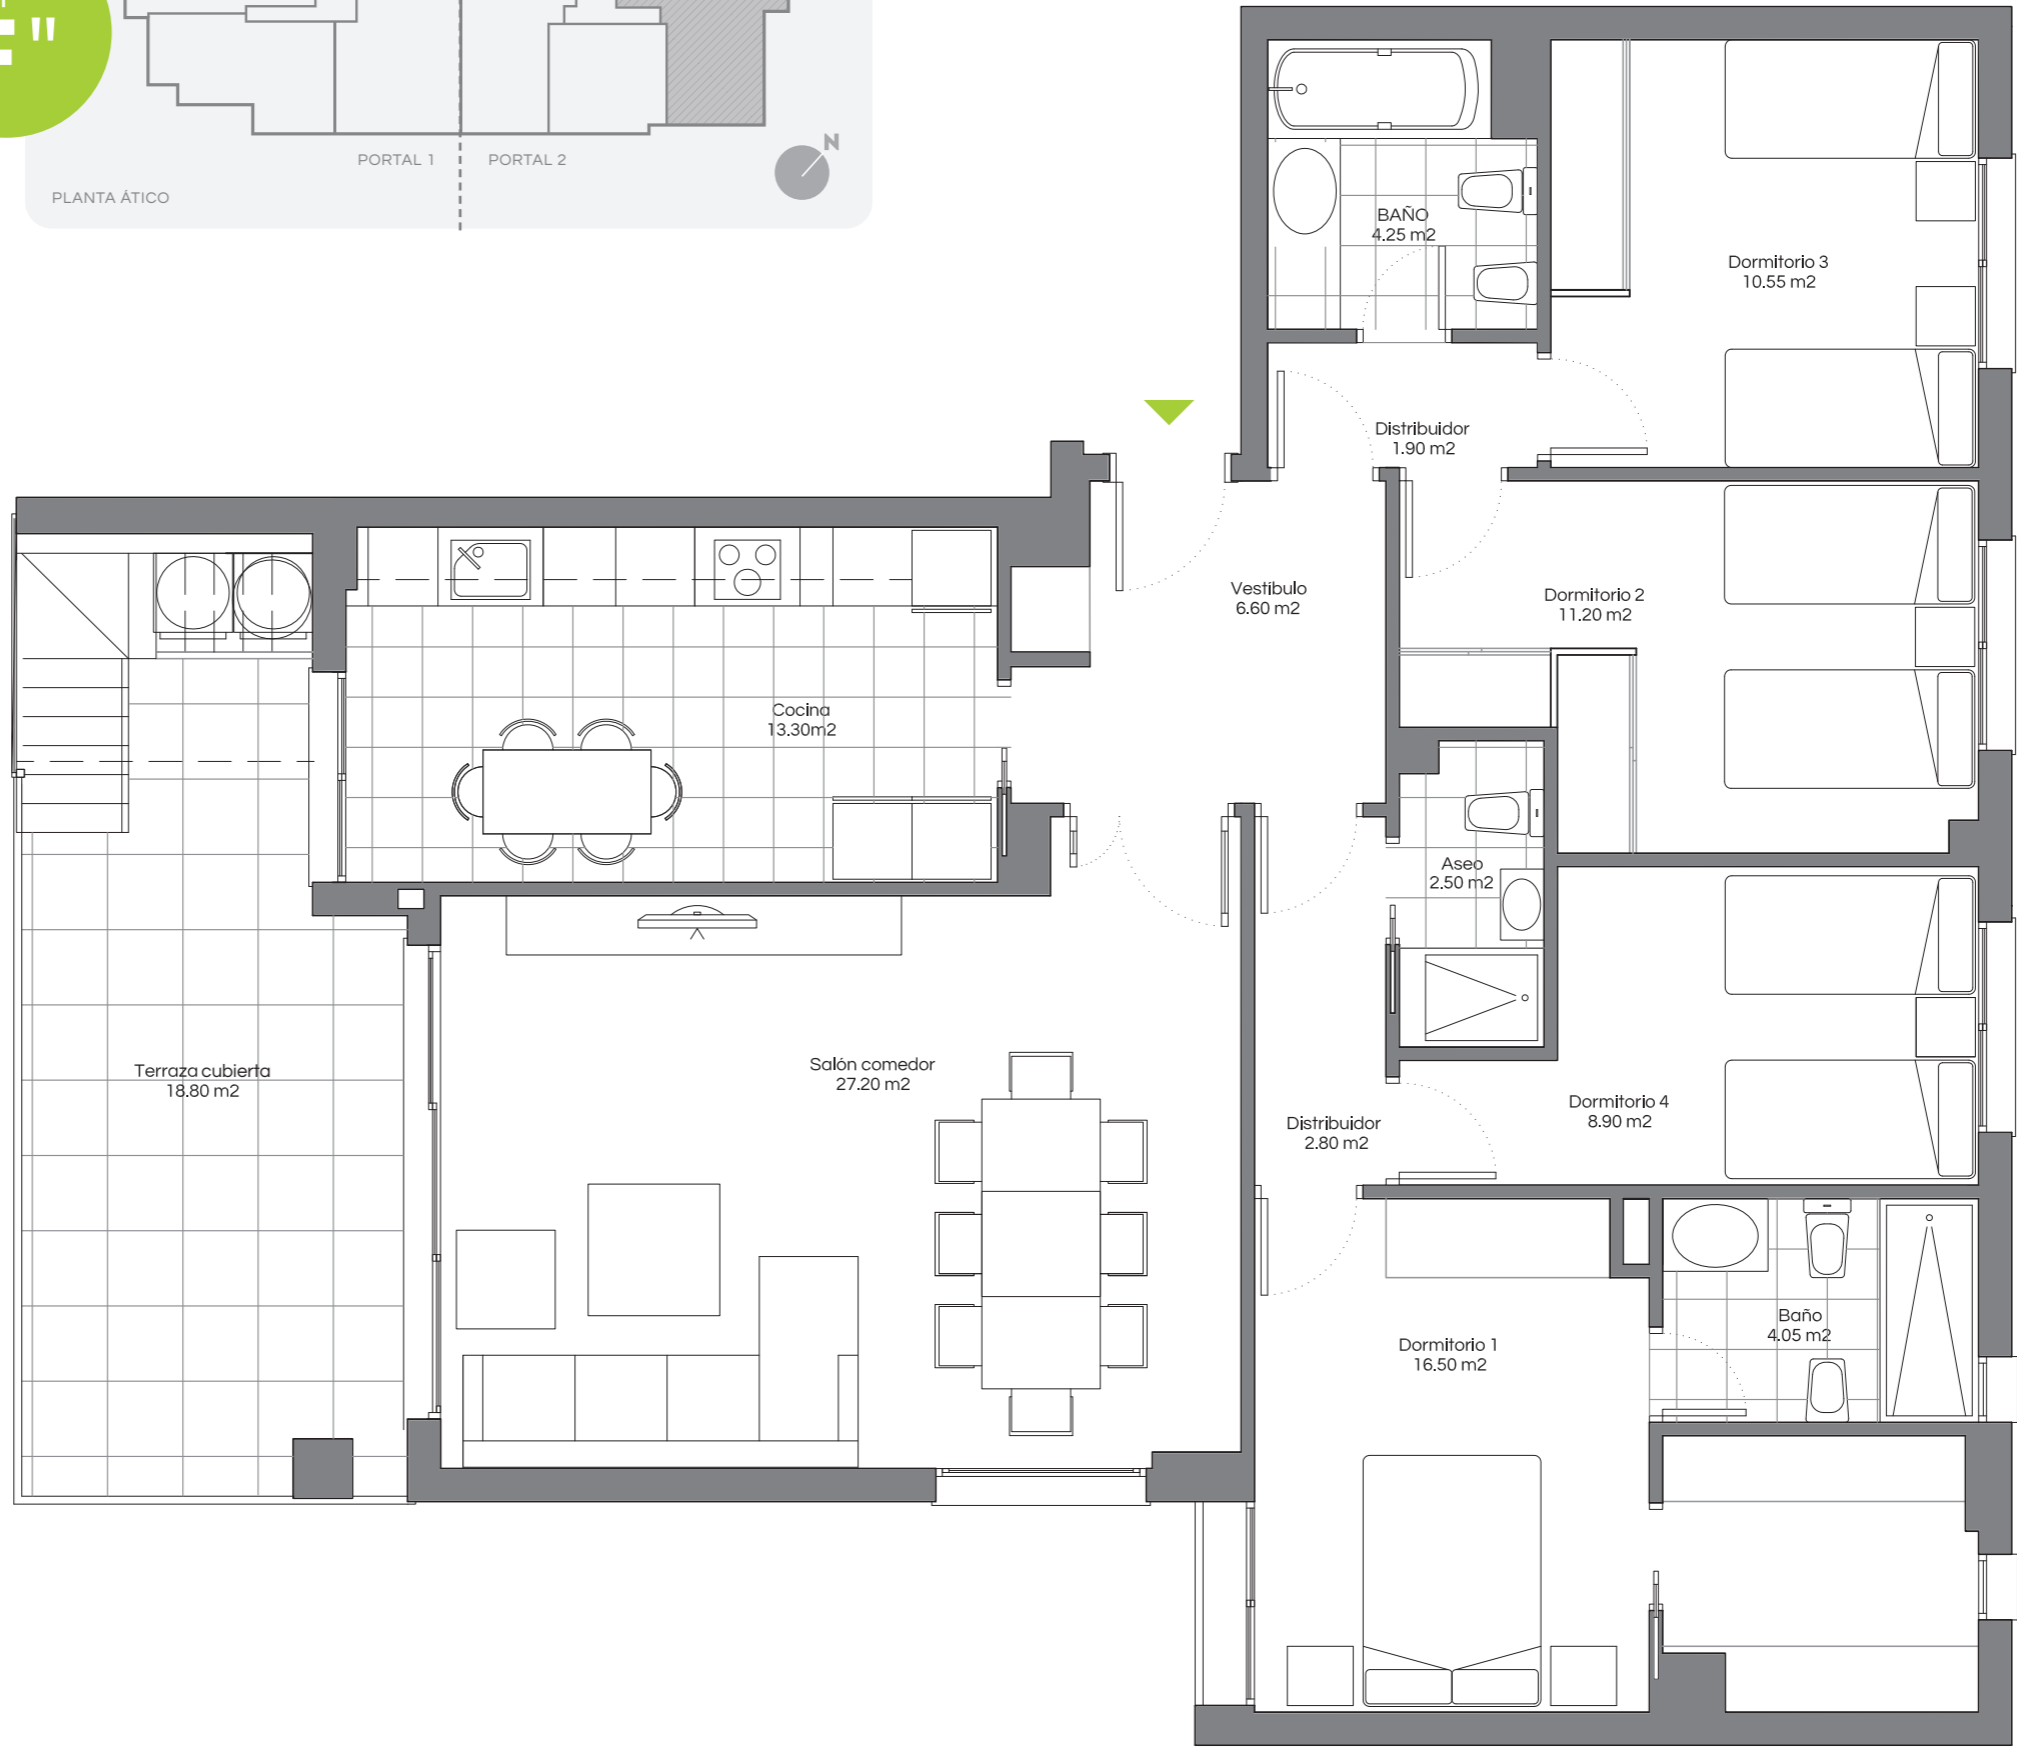 "
PORTAL 1
PORTAL 2
N
PLANTA ÁTICO
BAÑO
4.25 m2
Dormitorio 3
10.55 m2
Distribuidor
1.90 m2
Vestíbulo
6.60 m2
Dormitorio 2
11.20 m2
Cocina
13.30m2
Aseo
2.50 m2
Terraza cubierta
18.80 m2
Salón comedor
27.20 m2
Distribuidor
2.80 m2
Dormitorio 4
8.90 m2
Dormitorio 1
16.50 m2
Baño
4.05 m2